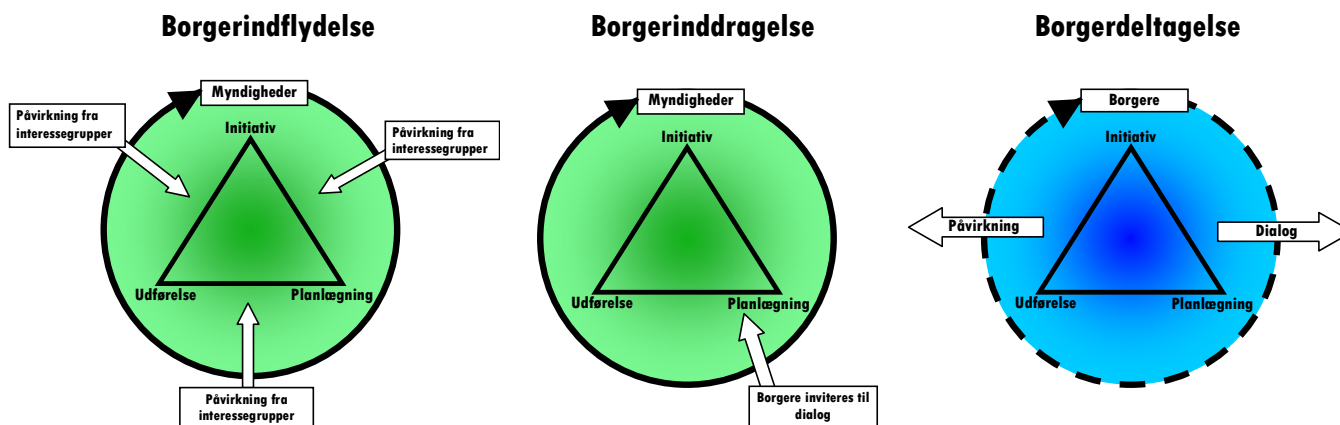 Borgerindflydelse
Myndigheder
Påvirkning fra
interessegrupper
Påvirkning fra
interessegrupper
Initiativ
Udførelse
Planlægning
Påvirkning fra
interessegrupper
Borgerinddragelse
Myndigheder
Initiativ
Udførelse
Planlægning
Borgere inviteres til
dialog
Borgerdeltagelse
Borgere
Initiativ
Påvirkning
Dialog
Udførelse
Planlægning